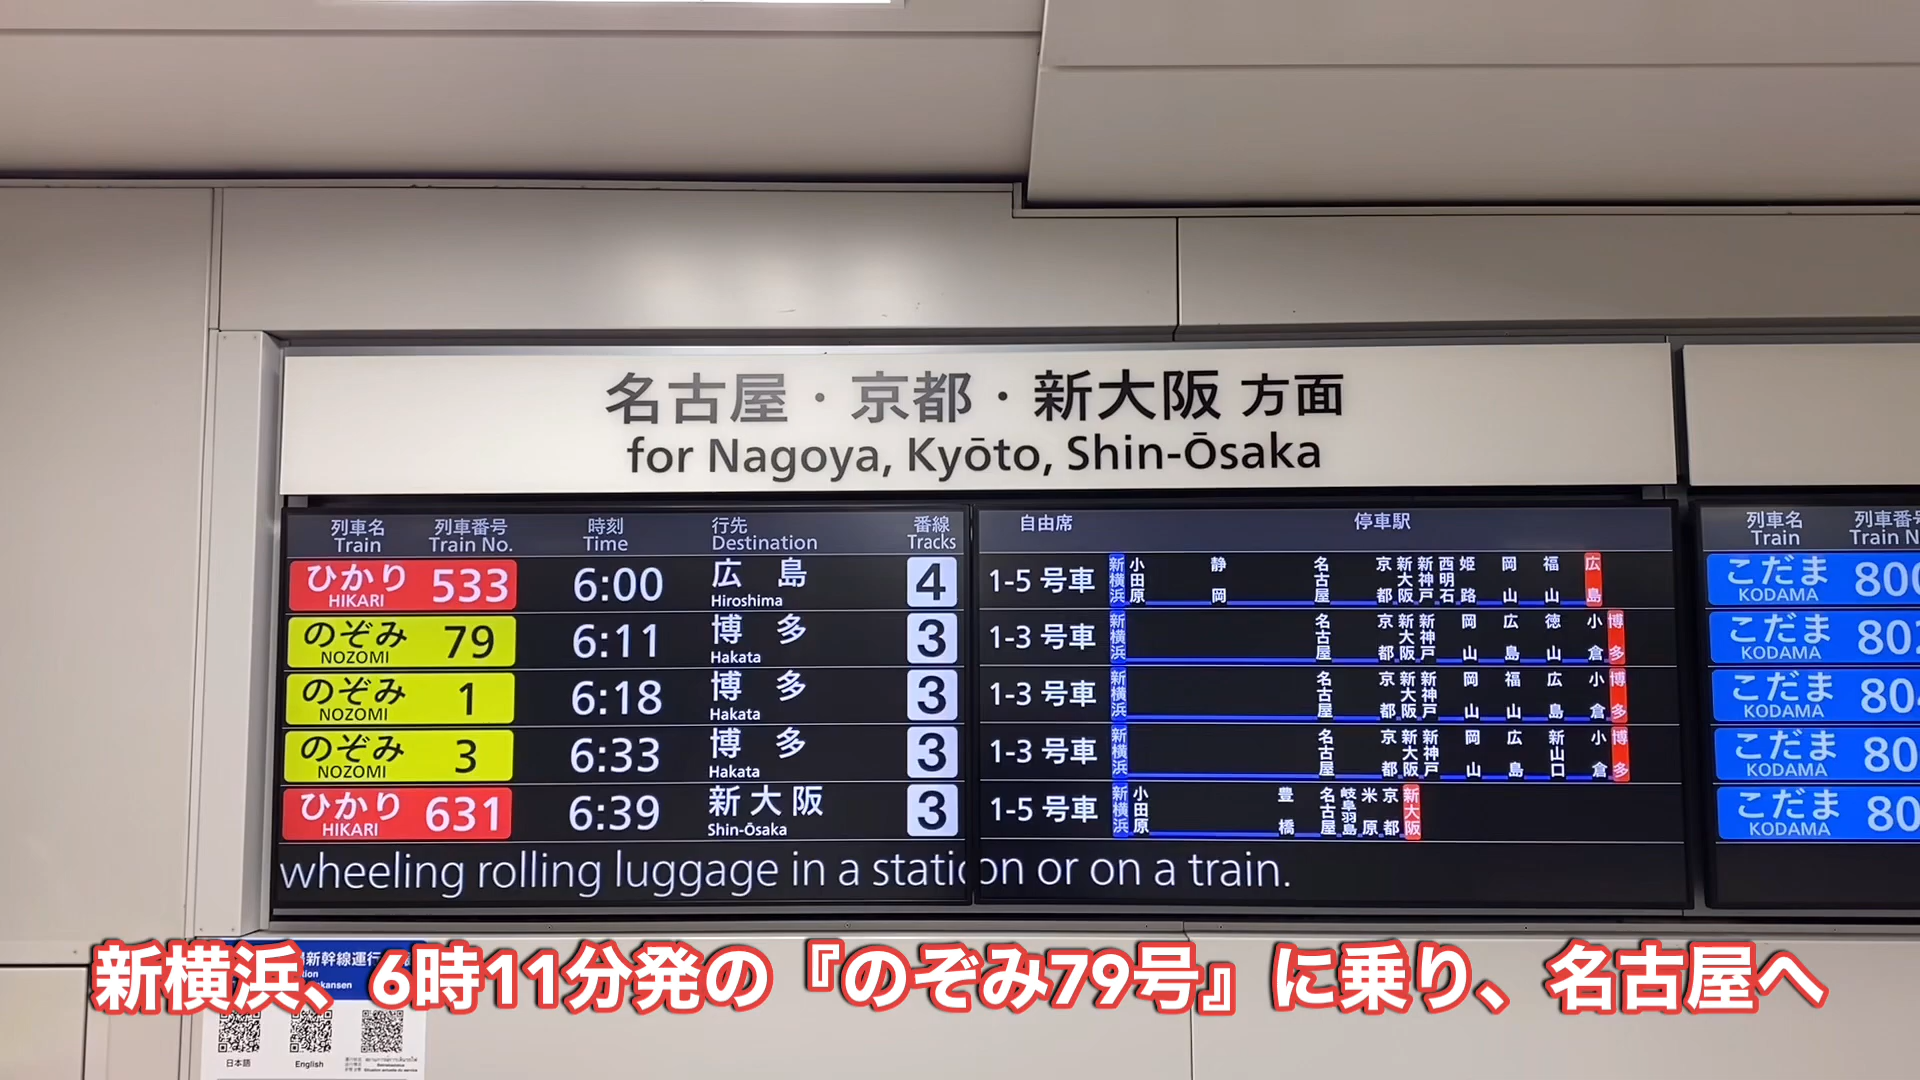 名古屋・京都・新大阪 方面
for Nagoya, Kyōto, Shin-Ōsaka
列車名 列車番号 時刻 行先 番線 自由席 停車駅
Train Train No. Time Destination Tracks
ひかり 533 6:00 広島 4 1-5 号車 新横浜 小田原 静岡 名古屋 京都 新大阪 新神戸 西明石 姫路 岡山 福山 広島
HIKARI Hiroshima
のぞみ 79 6:11 博多 3 1-3 号車 新横浜 名古屋 京都 新大阪 新神戸 岡山 広島 徳山 小倉 博多
NOZOMI Hakata
のぞみ 1 6:18 博多 3 1-3 号車 新横浜 名古屋 京都 新大阪 新神戸 岡山 福山 広島 小倉 博多
NOZOMI Hakata
のぞみ 3 6:33 博多 3 1-3 号車 新横浜 名古屋 京都 新大阪 新神戸 岡山 広島 新山口 小倉 博多
NOZOMI Hakata
ひかり 631 6:39 新大阪 3 1-5 号車 新横浜 小田原 豊橋 名古屋 岐阜羽島 米原 京都 新大阪
HIKARI Shin-Ōsaka
wheeling rolling luggage in a station or on a train.
列車名 列車番号
Train Train N
こだま 800
KODAMA
こだま 802
KODAMA
こだま 804
KODAMA
こだま 80
KODAMA
こだま 80
KODAMA
新幹線運行
新横浜、6時11分発の『のぞみ79号』に乗り、名古屋へ
日本語 English